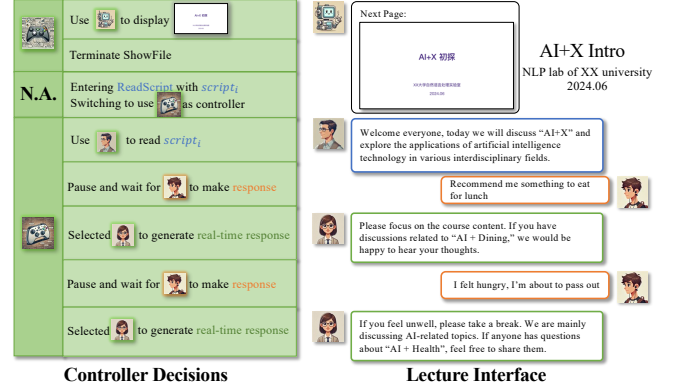 Use to display
Terminate ShowFile
N.A.
Entering ReadScript with script_i
Switching to use as controller
Use to read script_i
Pause and wait for to make response
Selected to generate real-time response
Pause and wait for to make response
Selected to generate real-time response
Controller Decisions
Next Page:
AI+X 初探
2024.06
AI+X Intro
NLP lab of XX university
2024.06
Welcome everyone, today we will discuss “AI+X” and
explore the applications of artificial intelligence
technology in various interdisciplinary fields.
Recommend me something to eat
for lunch
Please focus on the course content. If you have
discussions related to “AI + Dining,” we would be
happy to hear your thoughts.
I felt hungry, I’m about to pass out
If you feel unwell, please take a break. We are mainly
discussing AI-related topics. If anyone has questions
about “AI + Health”, feel free to share them.
Lecture Interface